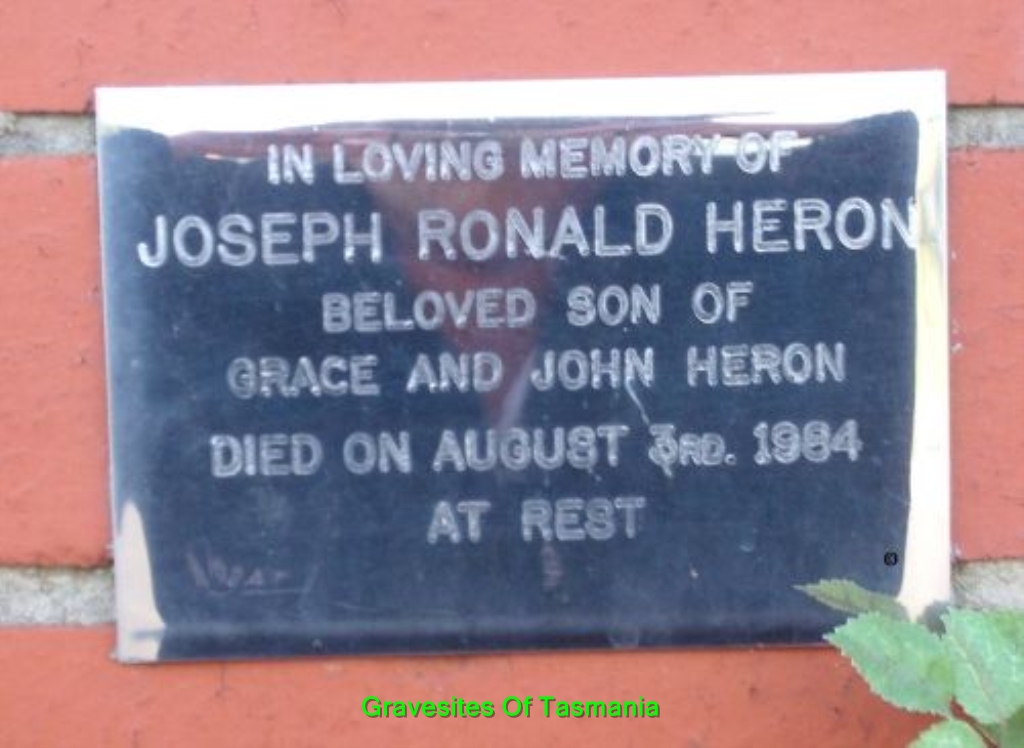 IN LOVING MEMORY OF
JOSEPH RONALD HERON
BELOVED SON OF
GRACE AND JOHN HERON
DIED ON AUGUST 3RD. 1984
AT REST
Gravesites Of Tasmania